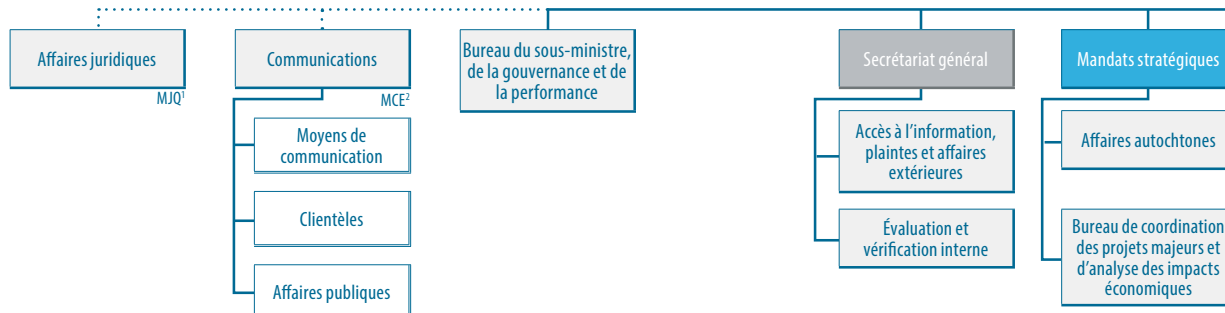 Affaires juridiques
MJQ1
Communications
MCE2
Moyens de
communication
Clientèles
Affaires publiques
Bureau du sous-ministre,
de la gouvernance et de
la performance
Secrétariat général
Accès à l'information,
plaintes et affaires
extérieures
Évaluation et
vérification interne
Mandats stratégiques
Affaires autochtones
Bureau de coordination
des projets majeurs et
d'analyse des impacts
économiques